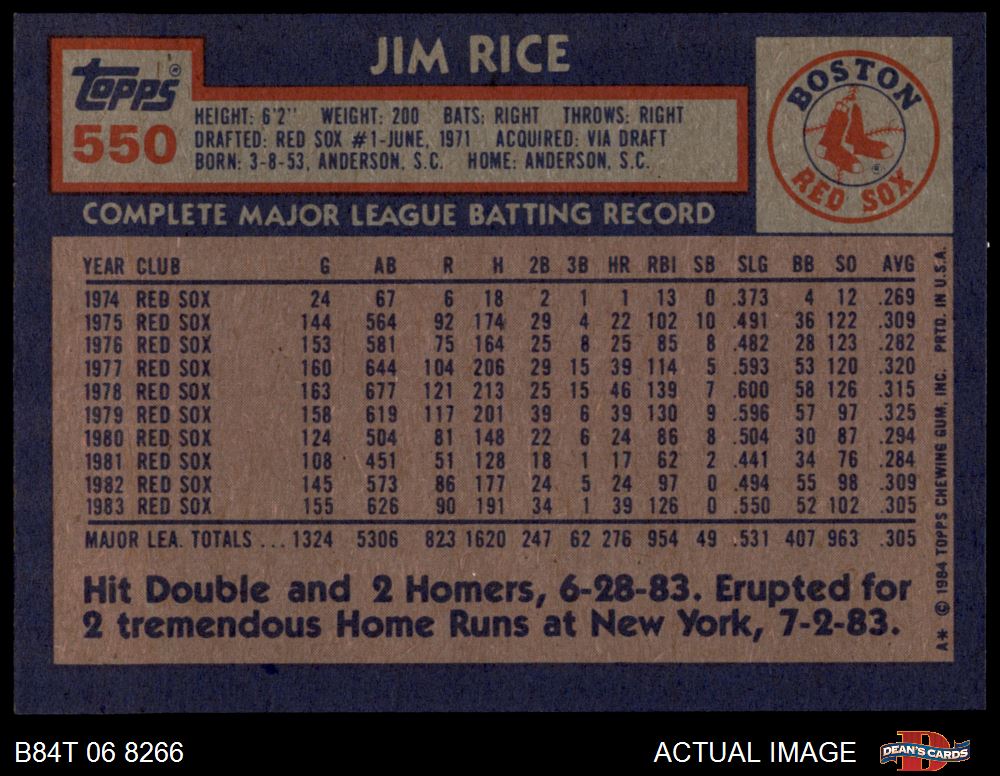 JIM RICE
Topps®
550
HEIGHT: 6'2" WEIGHT: 200 BATS: RIGHT THROWS: RIGHT
DRAFTED: RED SOX #1-JUNE, 1971 ACQUIRED: VIA DRAFT
BORN: 3-8-53, ANDERSON, S.C. HOME: ANDERSON, S.C.
BOSTON
RED SOX
COMPLETE MAJOR LEAGUE BATTING RECORD
YEAR CLUB G AB R H 2B 3B HR RBI SB SLG BB SO AVG
1974 RED SOX 24 67 6 18 2 1 1 13 0 .373 4 12 .269
1975 RED SOX 144 564 92 174 29 4 22 102 10 .491 36 122 .309
1976 RED SOX 153 581 75 164 25 8 25 85 8 .482 28 123 .282
1977 RED SOX 160 644 104 206 29 15 39 114 5 .593 53 120 .320
1978 RED SOX 163 677 121 213 25 15 46 139 7 .600 58 126 .315
1979 RED SOX 158 619 117 201 39 6 39 130 9 .596 57 97 .325
1980 RED SOX 124 504 81 148 22 6 24 86 8 .504 30 87 .294
1981 RED SOX 108 451 51 128 18 1 17 62 2 .441 34 76 .284
1982 RED SOX 145 573 86 177 24 5 24 97 0 .494 55 98 .309
1983 RED SOX 155 626 90 191 34 1 39 126 0 .550 52 102 .305
MAJOR LEA. TOTALS ... 1324 5306 823 1620 247 62 276 954 49 .531 407 963 .305
Hit Double and 2 Homers, 6-28-83. Erupted for
2 tremendous Home Runs at New York, 7-2-83.
A* © 1984 TOPPS CHEWING GUM, INC. PRTD. IN U.S.A.
B84T 06 8266
ACTUAL IMAGE
D
DEAN'S CARDS